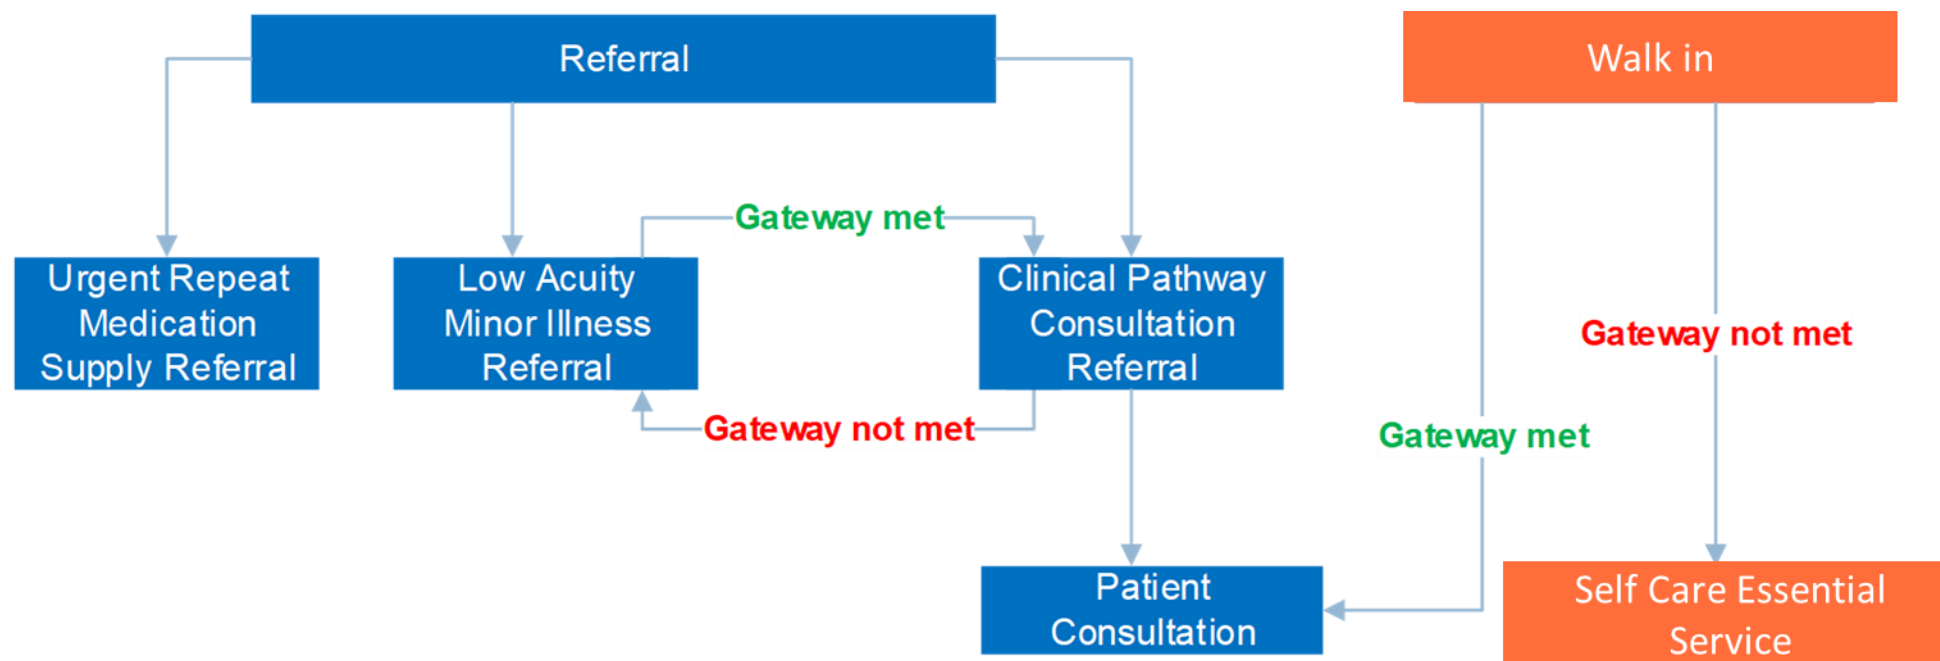 Referral
Walk in
Gateway met
Urgent Repeat
Medication
Supply Referral
Low Acuity
Minor Illness
Referral
Clinical Pathway
Consultation
Referral
Gateway not met
Gateway not met
Gateway met
Patient
Consultation
Self Care Essential
Service